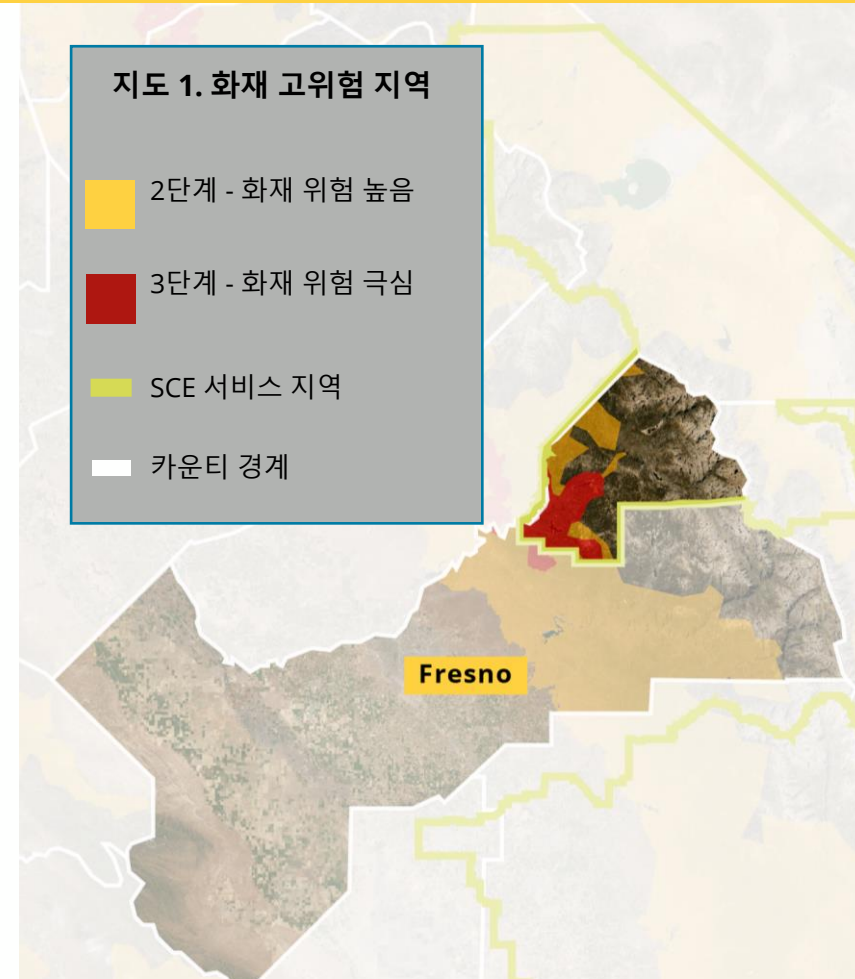 지도 1. 화재 고위험 지역
2단계 - 화재 위험 높음
3단계 - 화재 위험 극심
SCE 서비스 지역
카운티 경계
Fresno